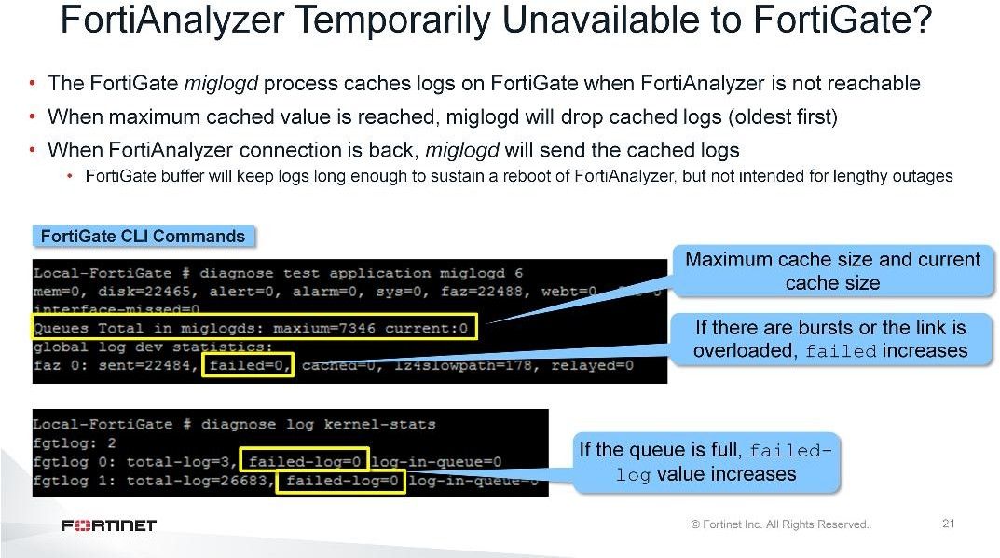 FortiAnalyzer Temporarily Unavailable to FortiGate?
• The FortiGate miglogd process caches logs on FortiGate when FortiAnalyzer is not reachable
• When maximum cached value is reached, miglogd will drop cached logs (oldest first)
• When FortiAnalyzer connection is back, miglogd will send the cached logs
• FortiGate buffer will keep logs long enough to sustain a reboot of FortiAnalyzer, but not intended for lengthy outages
FortiGate CLI Commands
Local-FortiGate # diagnose test application miglogd 6
mem=0, disk=22465, alert=0, alarm=0, sys=0, faz=22488, webt=0,
interface-missed=0
Queues Total in miglogds: maxium=7346 current:0
global log dev statistics:
faz 0: sent=22484, failed=0, cached=0, lz4slowpath=178, relayed=0
Maximum cache size and current
cache size
If there are bursts or the link is
overloaded, failed increases
Local-FortiGate # diagnose log kernel-stats
fgtlog: 2
fgtlog 0: total-log=3, failed-log=0 log-in-queue=0
fgtlog 1: total-log=26683, failed-log=0 log-in-queue=0
If the queue is full, failed-
log value increases
FORTINET
© Fortinet Inc. All Rights Reserved.
21